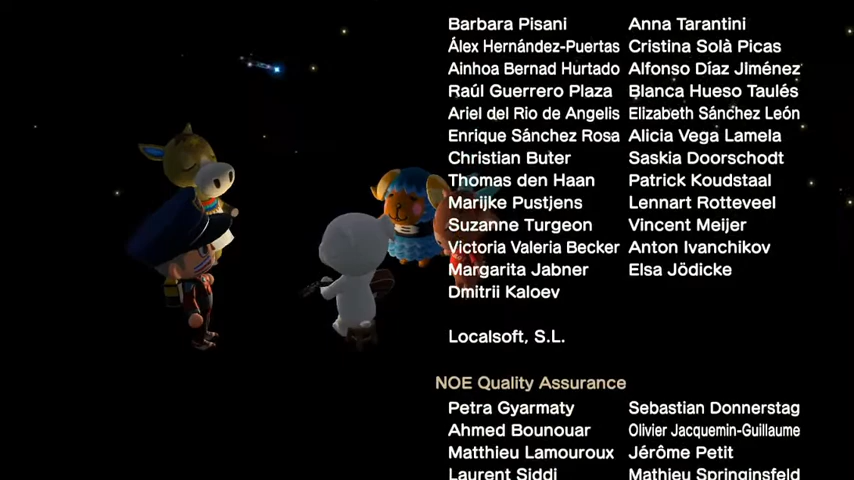 Barbara Pisani Anna Tarantini
Álex Hernández-Puertas Cristina Solà Picas
Ainhoa Bernad Hurtado Alfonso Díaz Jiménez
Raúl Guerrero Plaza Blanca Hueso Taulés
Ariel del Rio de Angelis Elizabeth Sánchez León
Enrique Sánchez Rosa Alicia Vega Lamela
Christian Buter Saskia Doorschodt
Thomas den Haan Patrick Koudstaal
Marijke Pustjens Lennart Rotteveel
Suzanne Turgeon Vincent Meijer
Victoria Valeria Becker Anton Ivanchikov
Margarita Jabner Elsa Jödicke
Dmitrii Kaloev
Localsoft, S.L.
NOE Quality Assurance
Petra Gyarmaty Sebastian Donnerstag
Ahmed Bounouar Olivier Jacquemin-Guillaume
Matthieu Lamouroux Jérôme Petit
Laurent Siddi Mathieu Springinsfeld